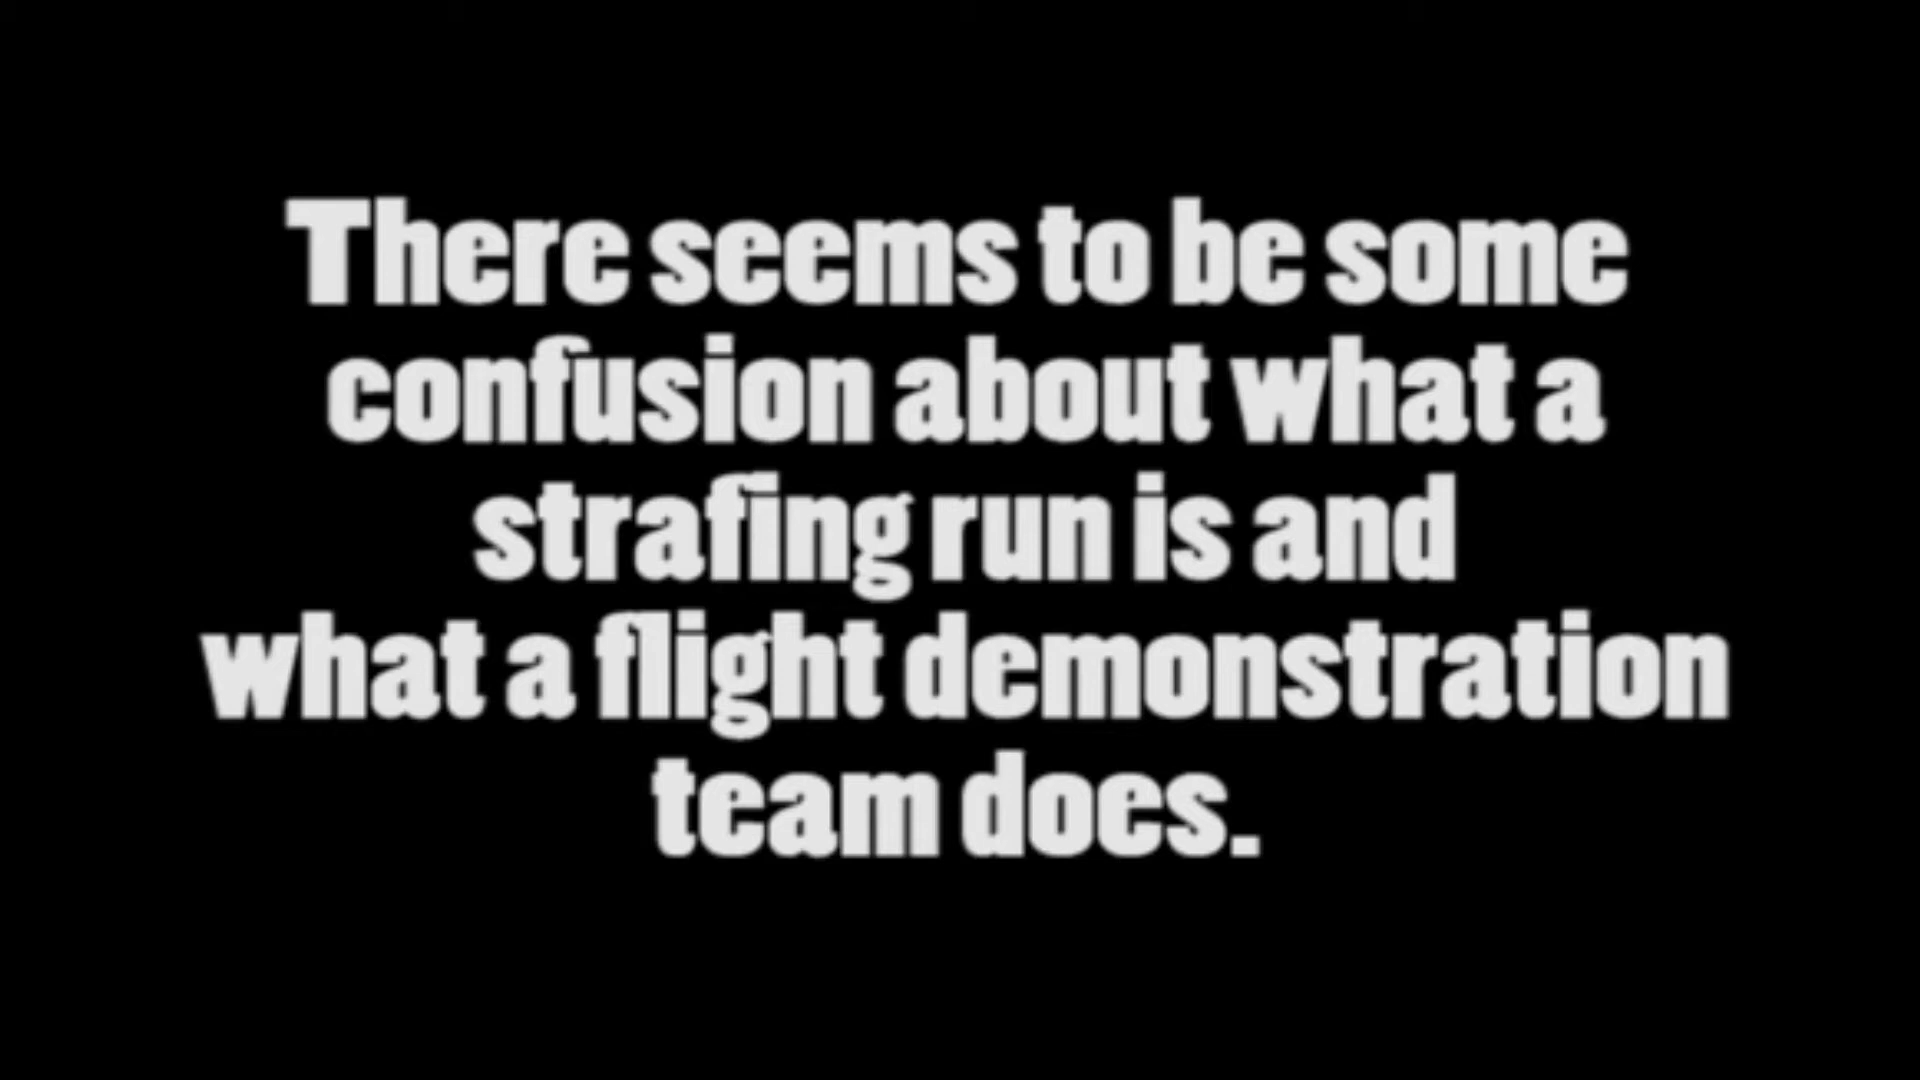 There seems to be some
confusion about what a
strafing run is and
what a flight demonstration
team does.